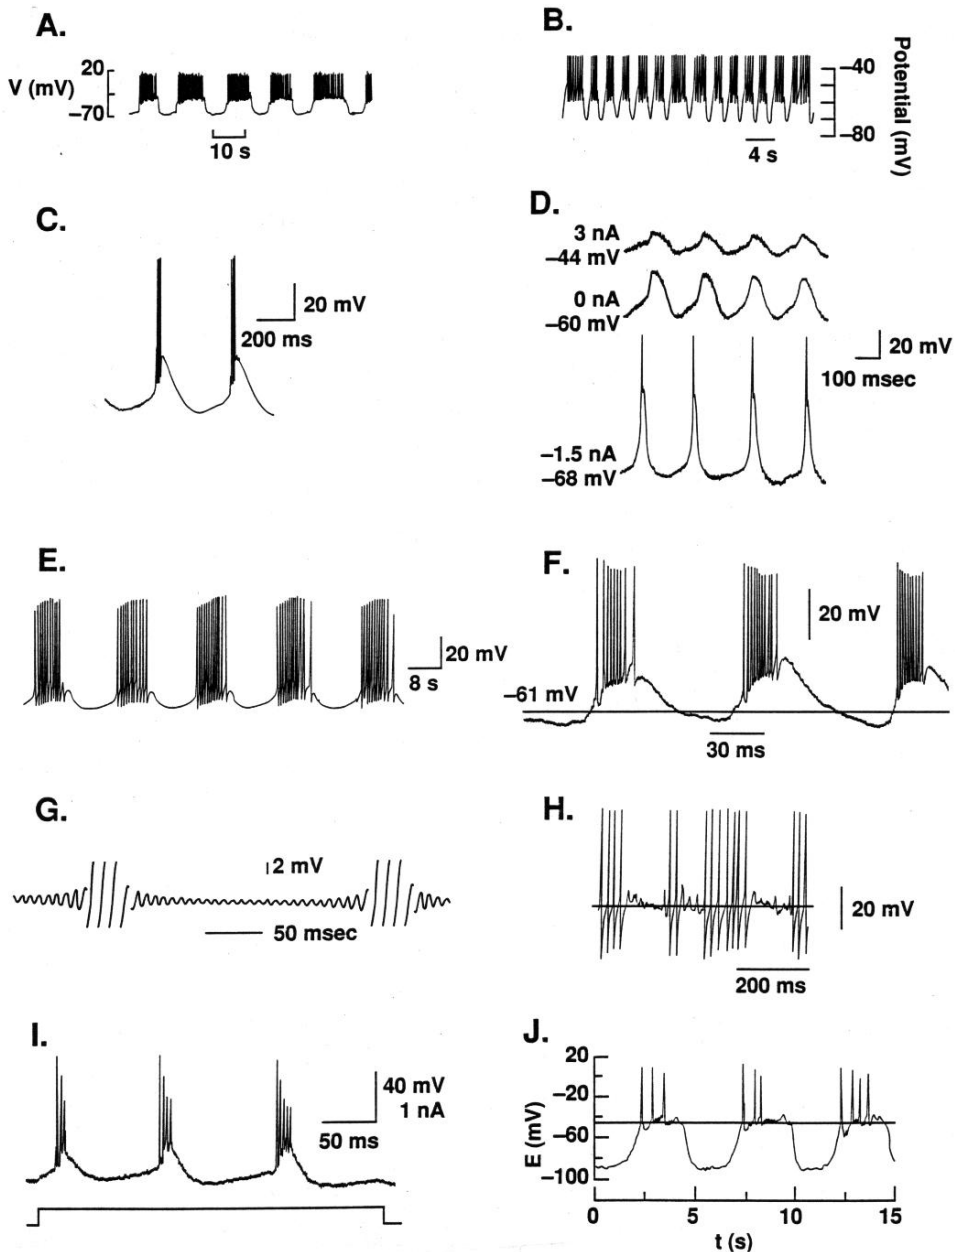 A.
20
V (mV)
−70
10 s
B.
−40
−80
Potential (mV)
4 s
C.
20 mV
200 ms
D.
3 nA
−44 mV
0 nA
−60 mV
20 mV
100 msec
−1.5 nA
−68 mV
E.
20 mV
8 s
F.
20 mV
−61 mV
30 ms
G.
2 mV
50 msec
H.
20 mV
200 ms
I.
40 mV
1 nA
50 ms
J.
20
−20
−60
−100
E (mV)
0 5 10 15
t (s)